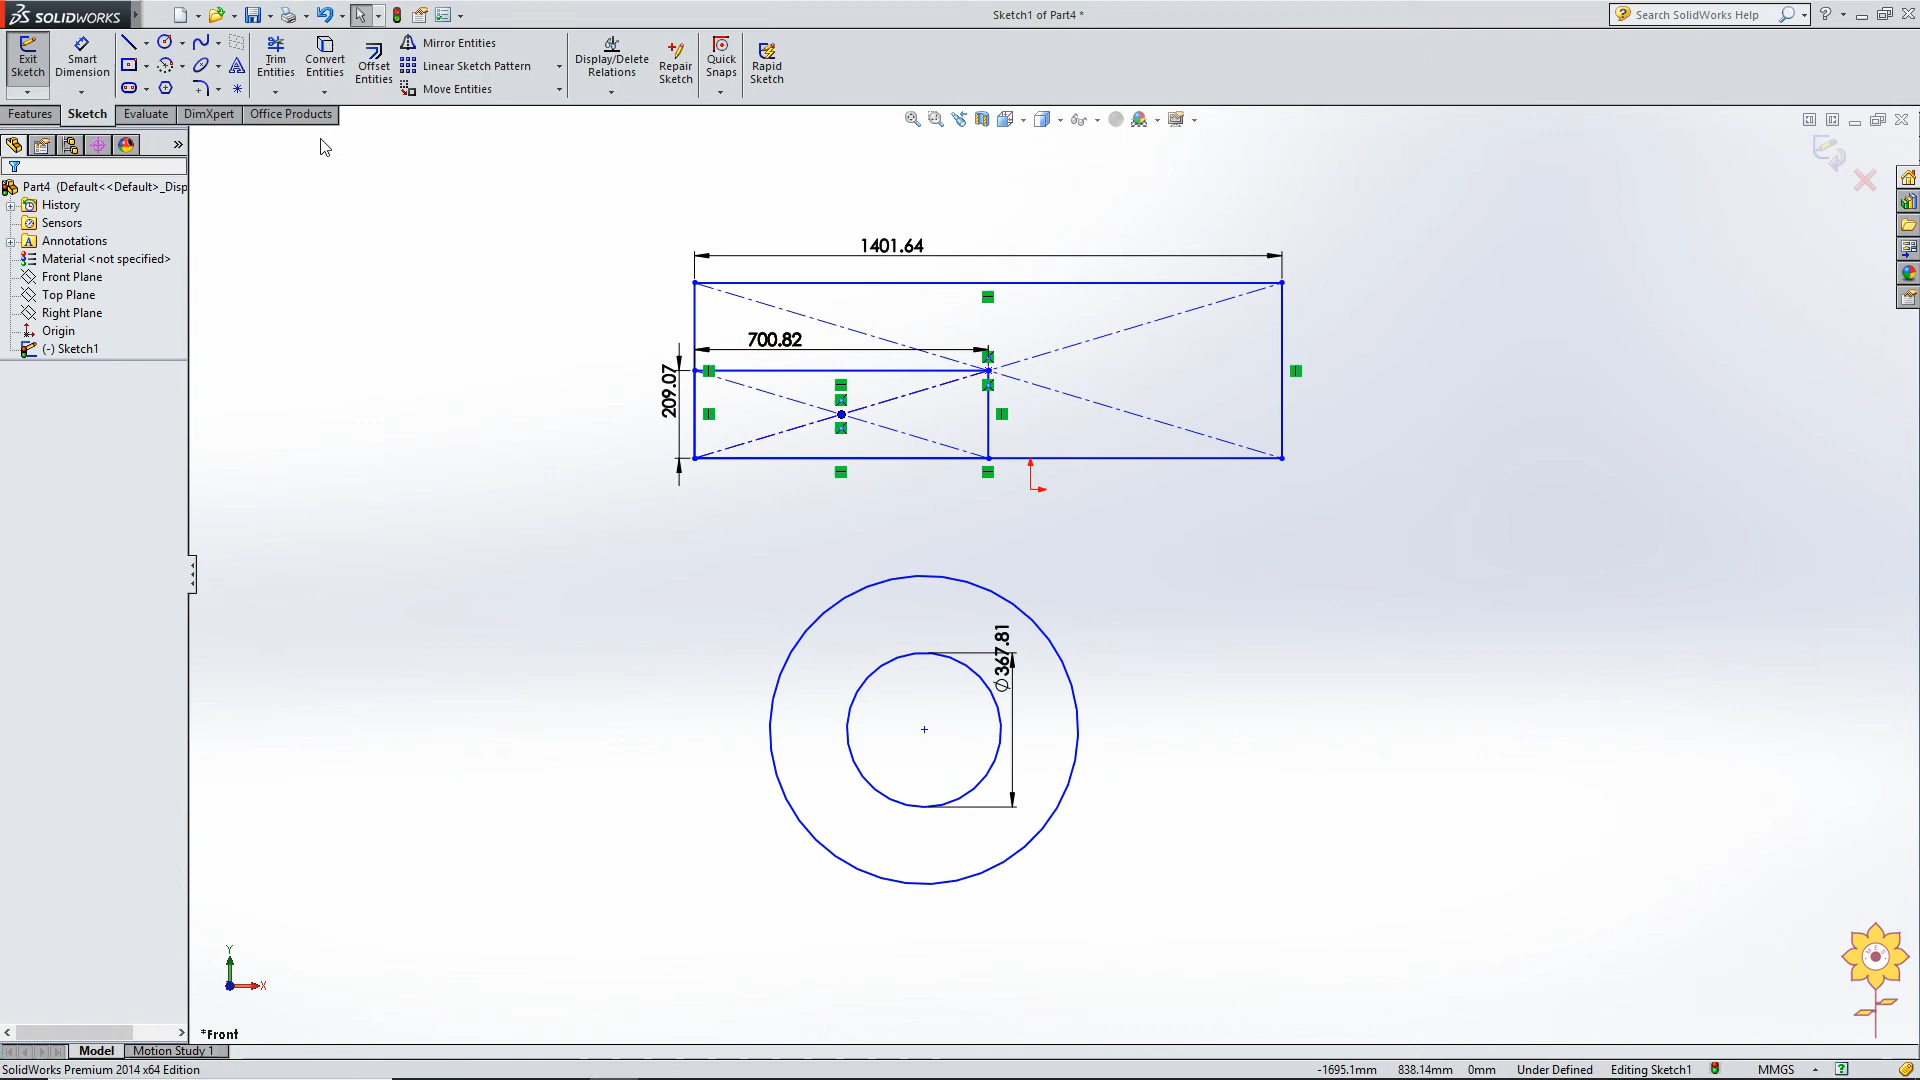 SOLIDWORKS
Sketch1 of Part4 *
Search SolidWorks Help
Exit Sketch
Smart Dimension
Trim Entities
Convert Entities
Offset Entities
Mirror Entities
Linear Sketch Pattern
Move Entities
Display/Delete Relations
Repair Sketch
Quick Snaps
Rapid Sketch
Features
Sketch
Evaluate
DimXpert
Office Products
Part4 (Default<<Default>_Disp
History
Sensors
Annotations
Material <not specified>
Front Plane
Top Plane
Right Plane
Origin
(-) Sketch1
1401.64
700.82
209.07
∅367.81
Y
X
*Front
Model
Motion Study 1
SolidWorks Premium 2014 x64 Edition
-1695.1mm
838.14mm
0mm
Under Defined
Editing Sketch1
MMGS